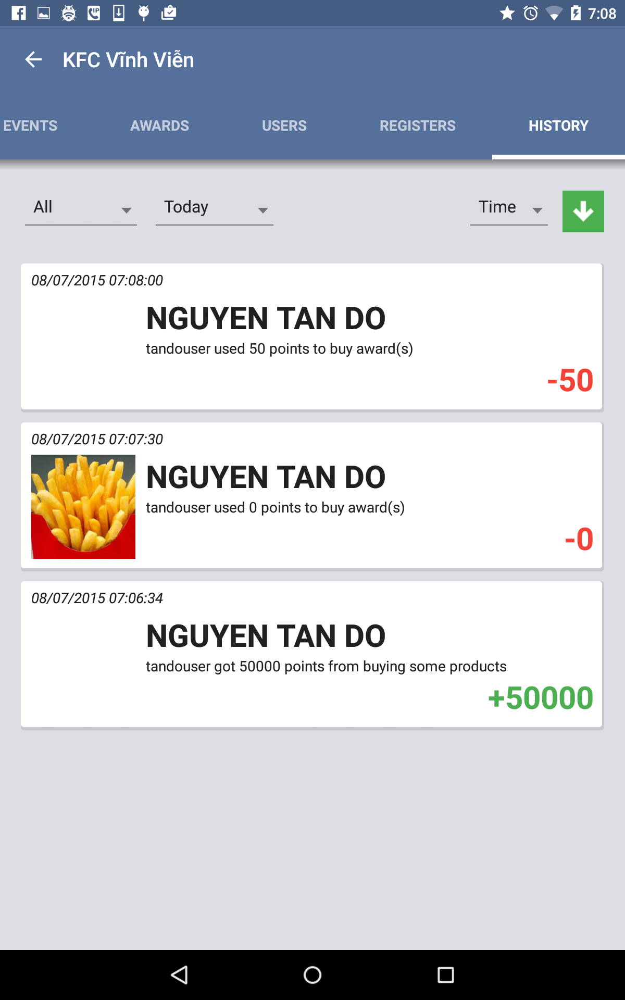 7:08
KFC Vĩnh Viễn
EVENTS AWARDS USERS REGISTERS HISTORY
All Today Time
08/07/2015 07:08:00
NGUYEN TAN DO
tandouser used 50 points to buy award(s)
-50
08/07/2015 07:07:30
NGUYEN TAN DO
tandouser used 0 points to buy award(s)
-0
08/07/2015 07:06:34
NGUYEN TAN DO
tandouser got 50000 points from buying some products
+50000